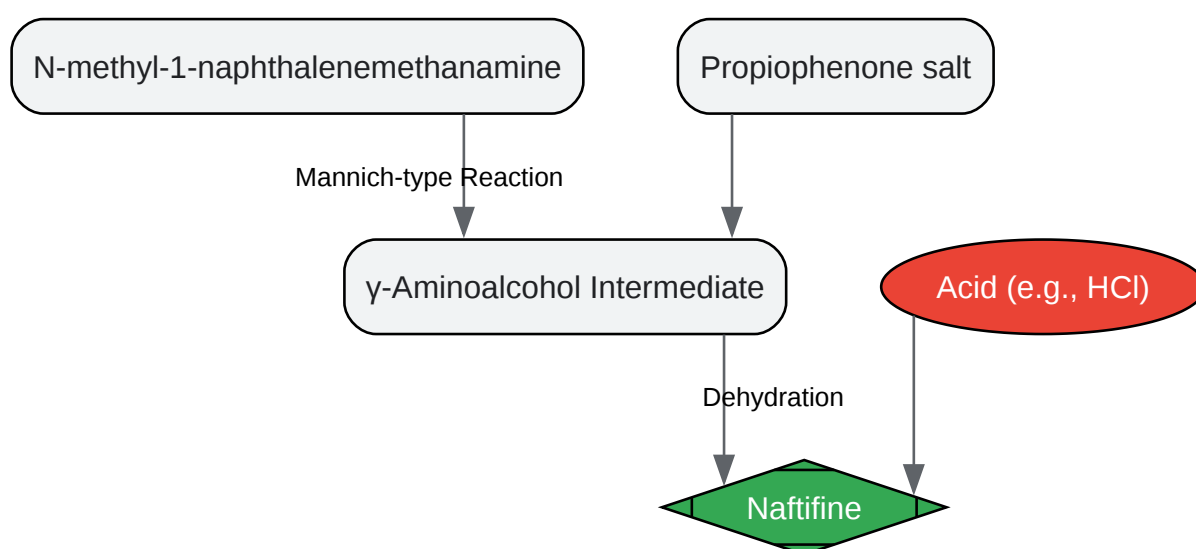 N-methyl-1-naphthalenemethanamine
Propiophenone salt
Mannich-type Reaction
γ-Aminoalcohol Intermediate
Acid (e.g., HCl)
Dehydration
Naftifine